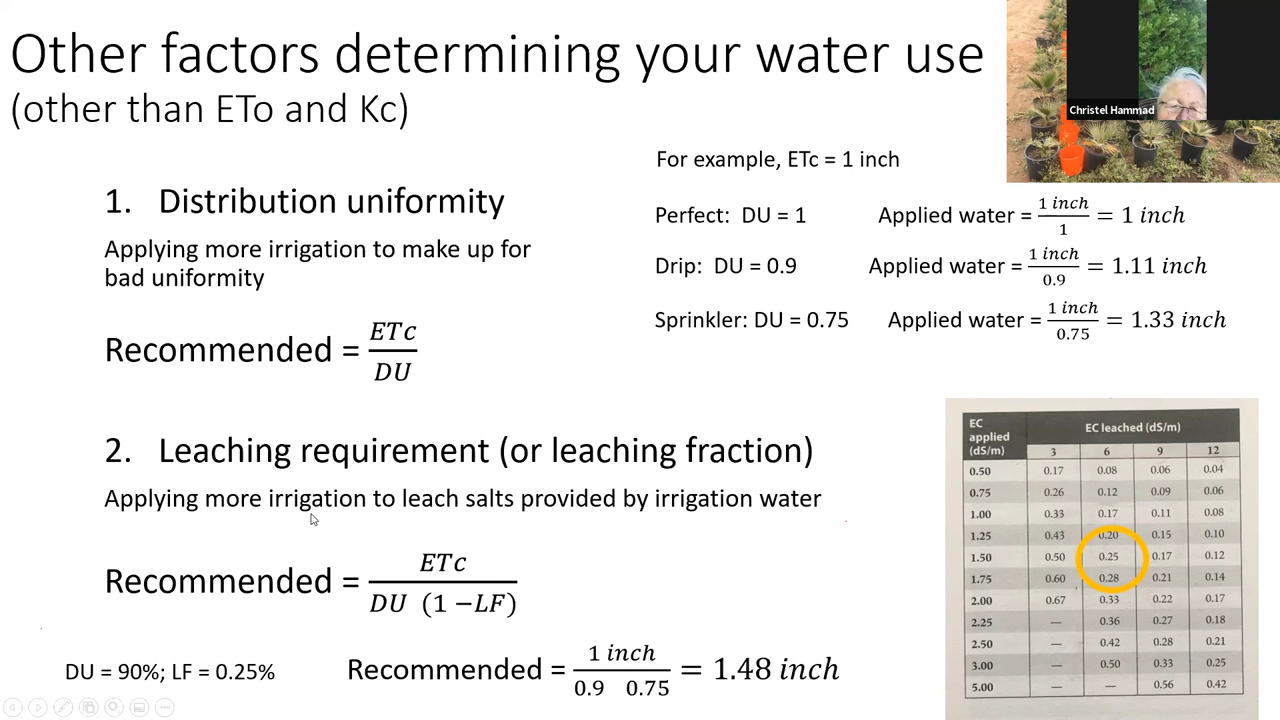 Other factors determining your water use
(other than ETo and Kc)
Christel Hammad
For example, ETc = 1 inch
1. Distribution uniformity
Applying more irrigation to make up for
bad uniformity
Recommended = ETc / DU
Perfect: DU = 1 Applied water = 1 inch / 1 = 1 inch
Drip: DU = 0.9 Applied water = 1 inch / 0.9 = 1.11 inch
Sprinkler: DU = 0.75 Applied water = 1 inch / 0.75 = 1.33 inch
2. Leaching requirement (or leaching fraction)
Applying more irrigation to leach salts provided by irrigation water
Recommended = ETc / DU (1 −LF)
DU = 90%; LF = 0.25%
Recommended = 1 inch / 0.9 0.75 = 1.48 inch
EC applied (dS/m) EC leached (dS/m)
3 6 9 12
0.50 0.17 0.08 0.06 0.04
0.75 0.26 0.12 0.09 0.06
1.00 0.33 0.17 0.11 0.08
1.25 0.43 0.20 0.15 0.10
1.50 0.50 0.25 0.17 0.12
1.75 0.60 0.28 0.21 0.14
2.00 0.67 0.33 0.22 0.17
2.25 — 0.36 0.27 0.18
2.50 — 0.42 0.28 0.21
3.00 — 0.50 0.33 0.25
5.00 — — 0.56 0.42